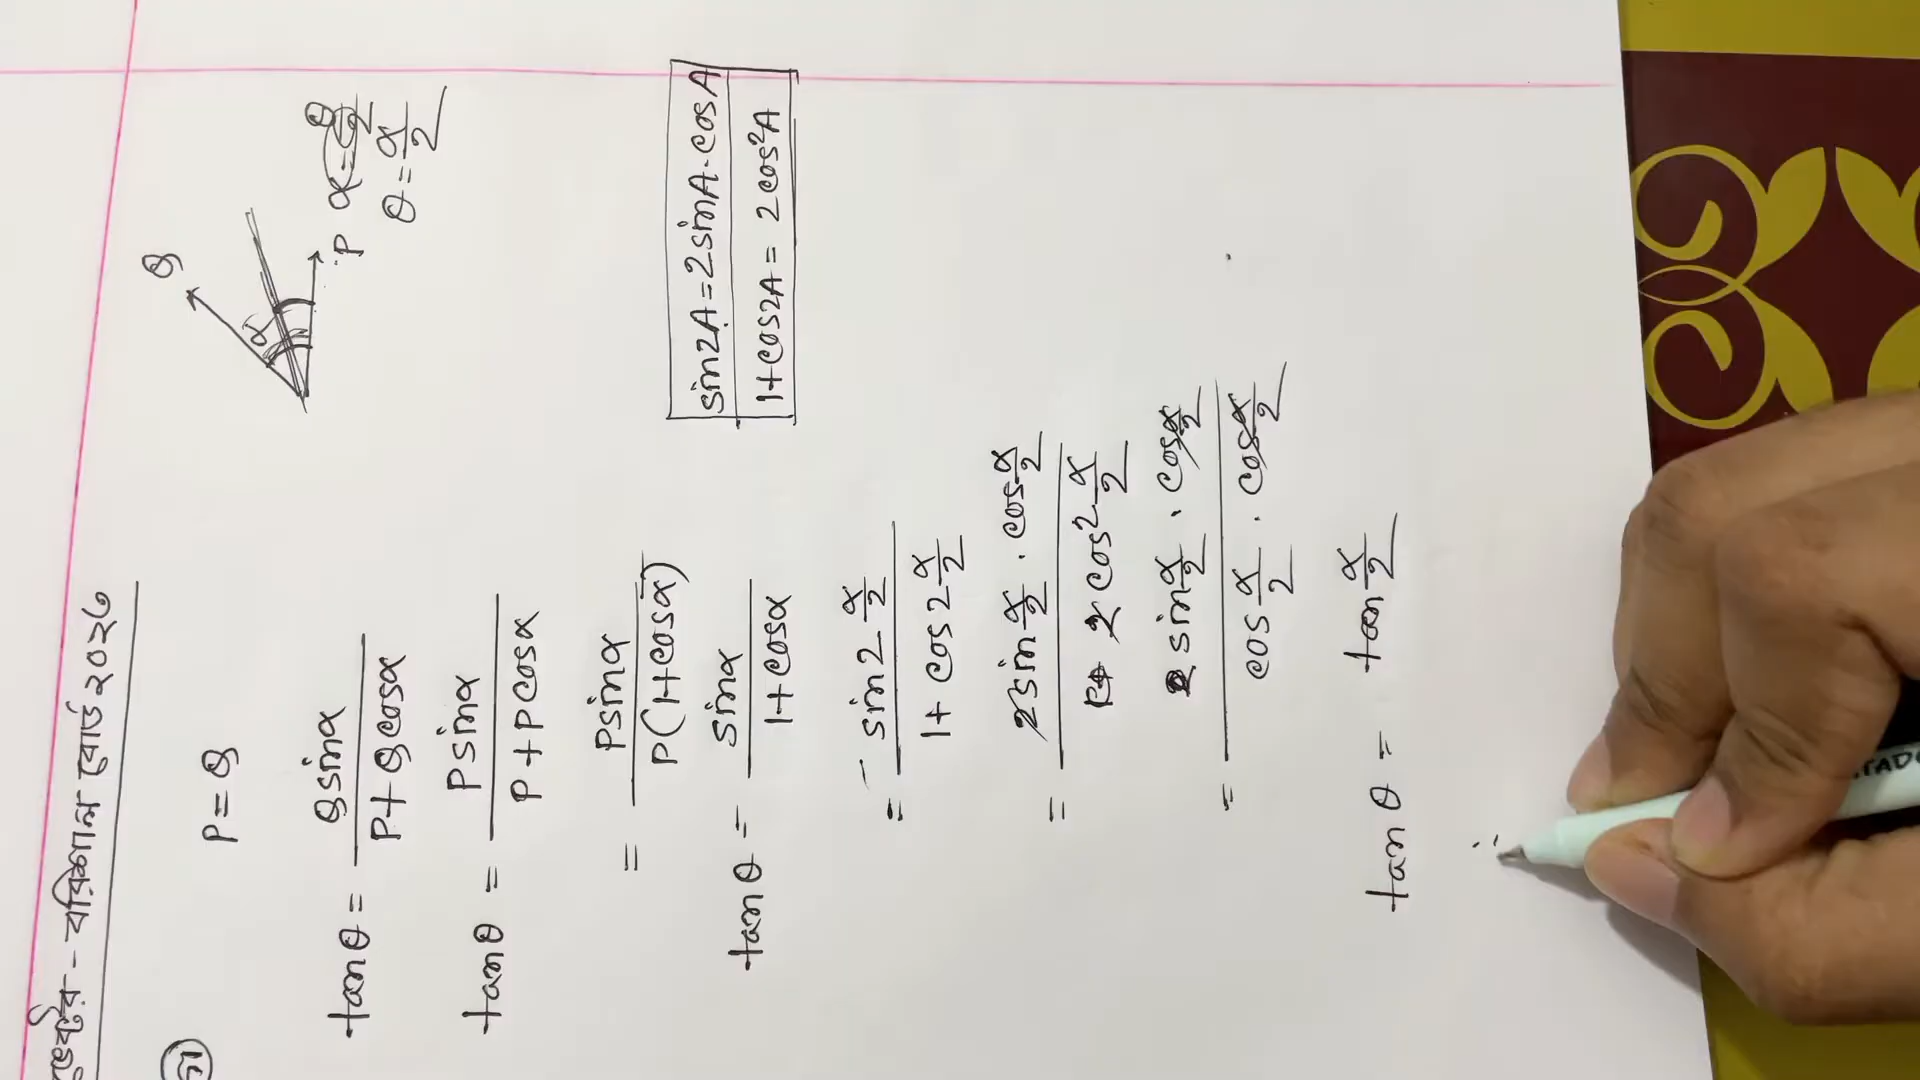 ভেক্টর - বরিশাল বোর্ড ২০২৬
P = Q
Q
α
P
α = θ/2
θ = α/2
tanθ = Qsinα / P + Qcosα
tanθ = Psinα / P + Pcosα
= Psinα / P(1+cosα)
tanθ = sinα / 1+cosα
sin2A = 2sinA·cosA
1+cos2A = 2cos²A
= sin2 α/2 / 1+cos2 α/2
= 2sin α/2 · cos α/2 / 2cos² α/2
= sin α/2 · cos α/2 / cos α/2 · cos α/2
tanθ = tan α/2
∴